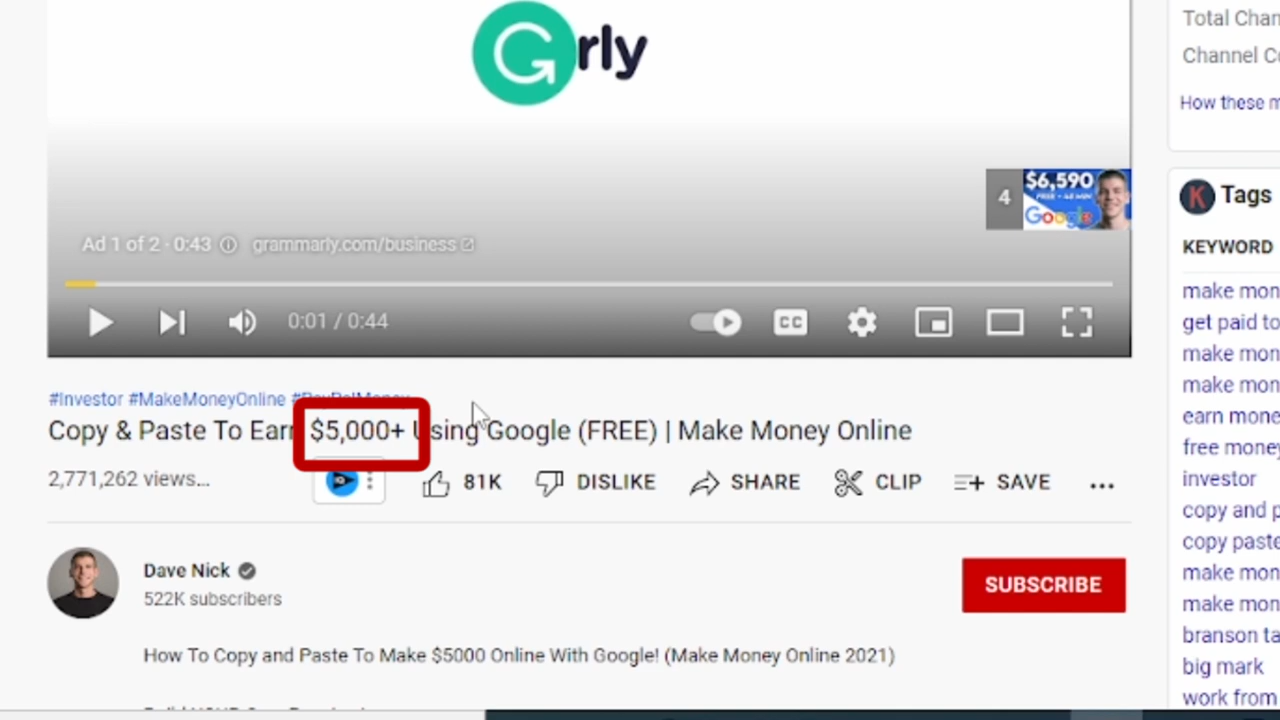 Grly
Total Chan
Channel Co
How these m
4
$6,590
Google
Ad 1 of 2 · 0:43 grammarly.com/business
0:01 / 0:44
CC
K Tags
KEYWORD
make mon
get paid to
make mon
make mon
earn mone
free money
investor
copy and p
copy paste
make mon
make mon
branson ta
big mark
work from
#Investor #MakeMoneyOnline #PayPalMoney
Copy & Paste To Earn $5,000+ Using Google (FREE) | Make Money Online
2,771,262 views...
81K DISLIKE SHARE CLIP SAVE ...
Dave Nick
522K subscribers
SUBSCRIBE
How To Copy and Paste To Make $5000 Online With Google! (Make Money Online 2021)